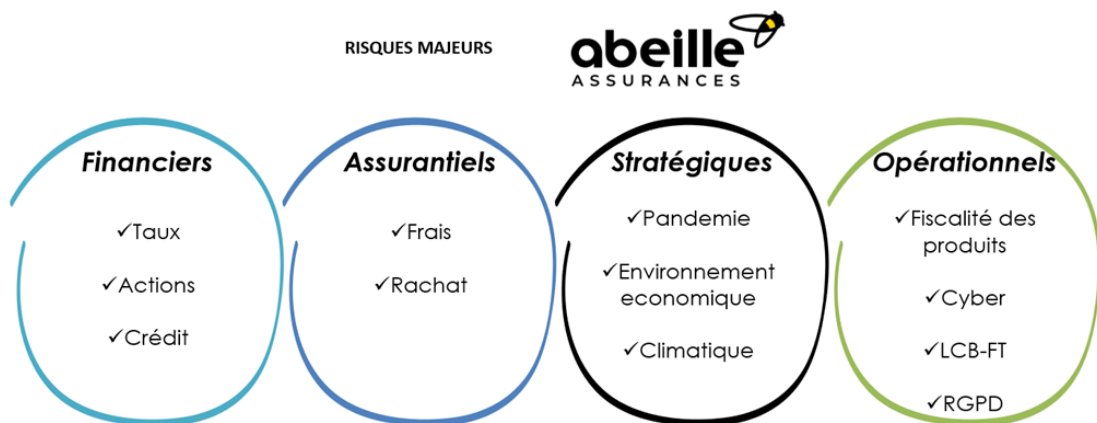 RISQUES MAJEURS
abeille
ASSURANCES
Financiers
✓Taux
✓Actions
✓Crédit
Assurantiels
✓Frais
✓Rachat
Stratégiques
✓Pandemie
✓Environnement
economique
✓Climatique
Opérationnels
✓Fiscalité des
produits
✓Cyber
✓LCB-FT
✓RGPD